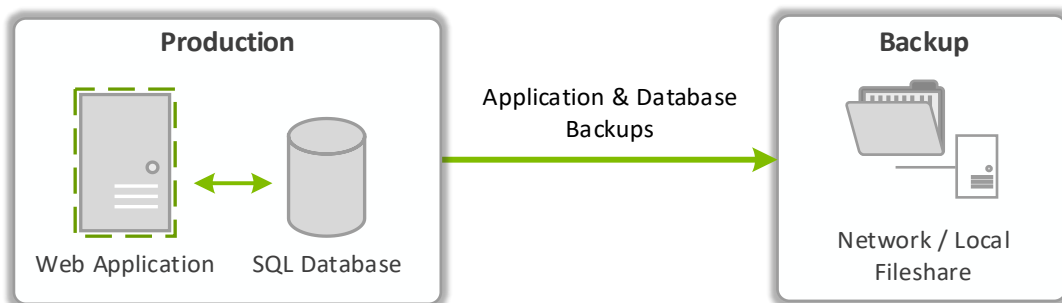 Production
Web Application
SQL Database
Application & Database
Backups
Backup
Network / Local
Fileshare